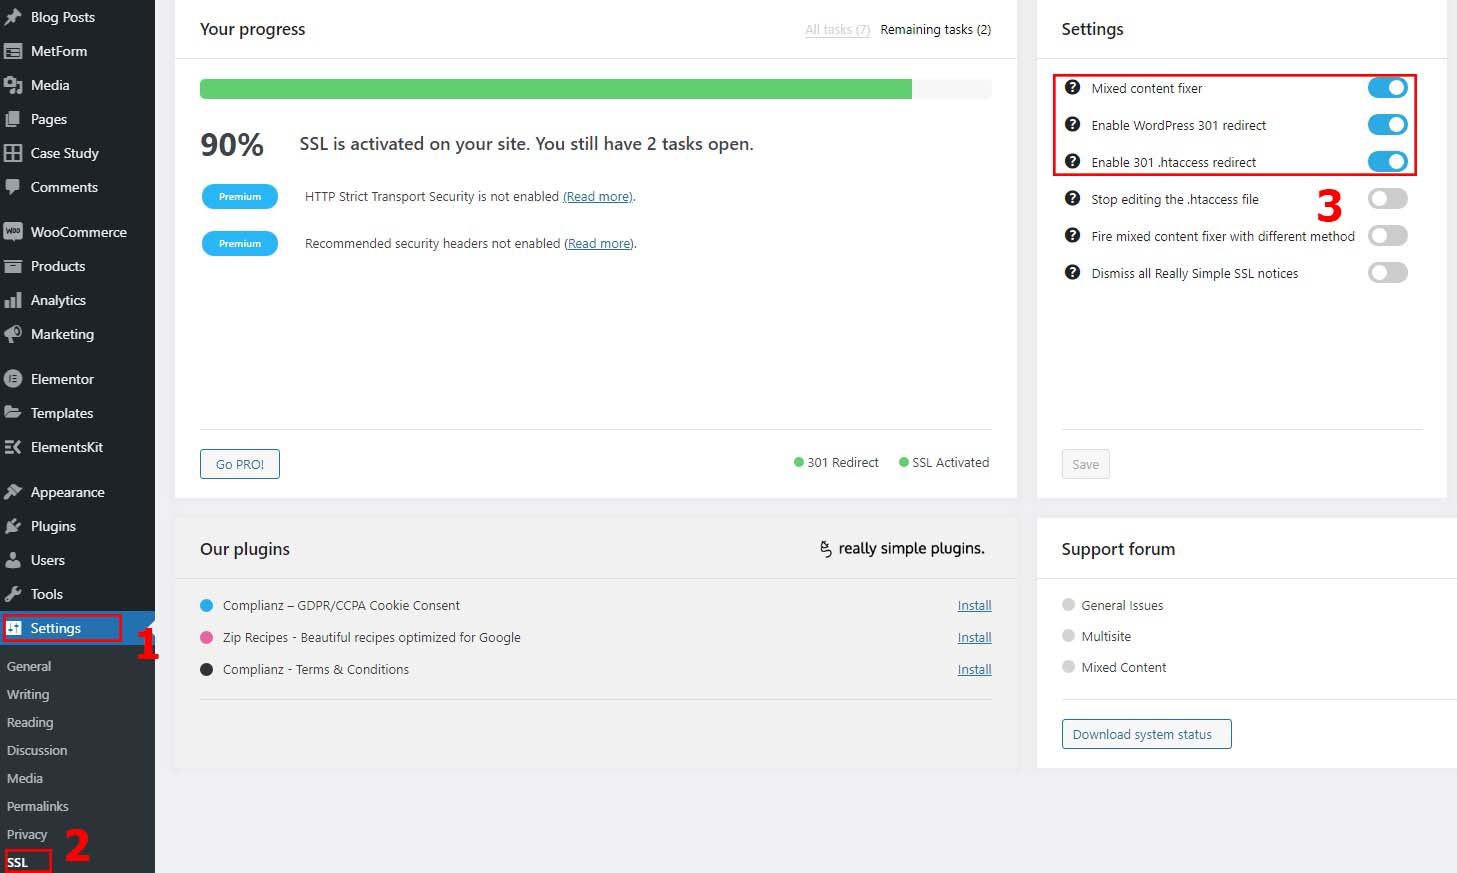 Blog Posts
MetForm
Media
Pages
Case Study
Comments
WOO WooCommerce
Products
Analytics
Marketing
Elementor
Templates
ElementsKit
Appearance
Plugins
Users
Tools
Settings
1
General
Writing
Reading
Discussion
Media
Permalinks
Privacy
2
SSL
Your progress
All tasks (7) Remaining tasks (2)
90% SSL is activated on your site. You still have 2 tasks open.
Premium HTTP Strict Transport Security is not enabled (Read more).
Premium Recommended security headers not enabled (Read more).
Go PRO! 301 Redirect SSL Activated
Settings
? Mixed content fixer
? Enable WordPress 301 redirect
? Enable 301 .htaccess redirect
? Stop editing the .htaccess file
3
? Fire mixed content fixer with different method
? Dismiss all Really Simple SSL notices
Save
Our plugins really simple plugins.
Complianz – GDPR/CCPA Cookie Consent Install
Zip Recipes - Beautiful recipes optimized for Google Install
Complianz - Terms & Conditions Install
Support forum
General Issues
Multisite
Mixed Content
Download system status